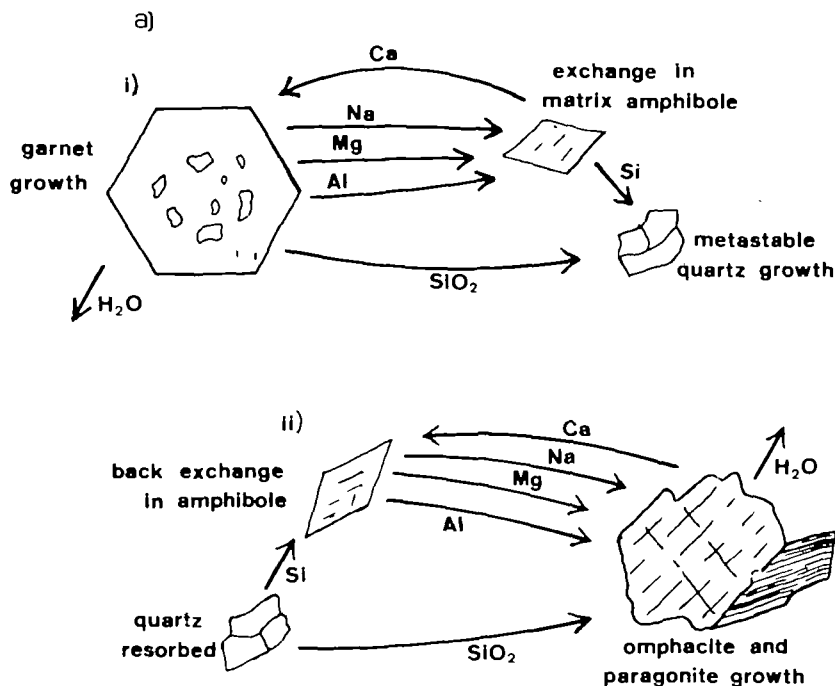 a)
i)
Ca
exchange in
matrix amphibole
garnet
growth
Na
Mg
Al
Si
metastable
quartz growth
SiO₂
H₂O
ii)
Ca
back exchange
in amphibole
Na
Mg
Al
H₂O
Si
quartz
resorbed
SiO₂
omphacite and
paragonite growth